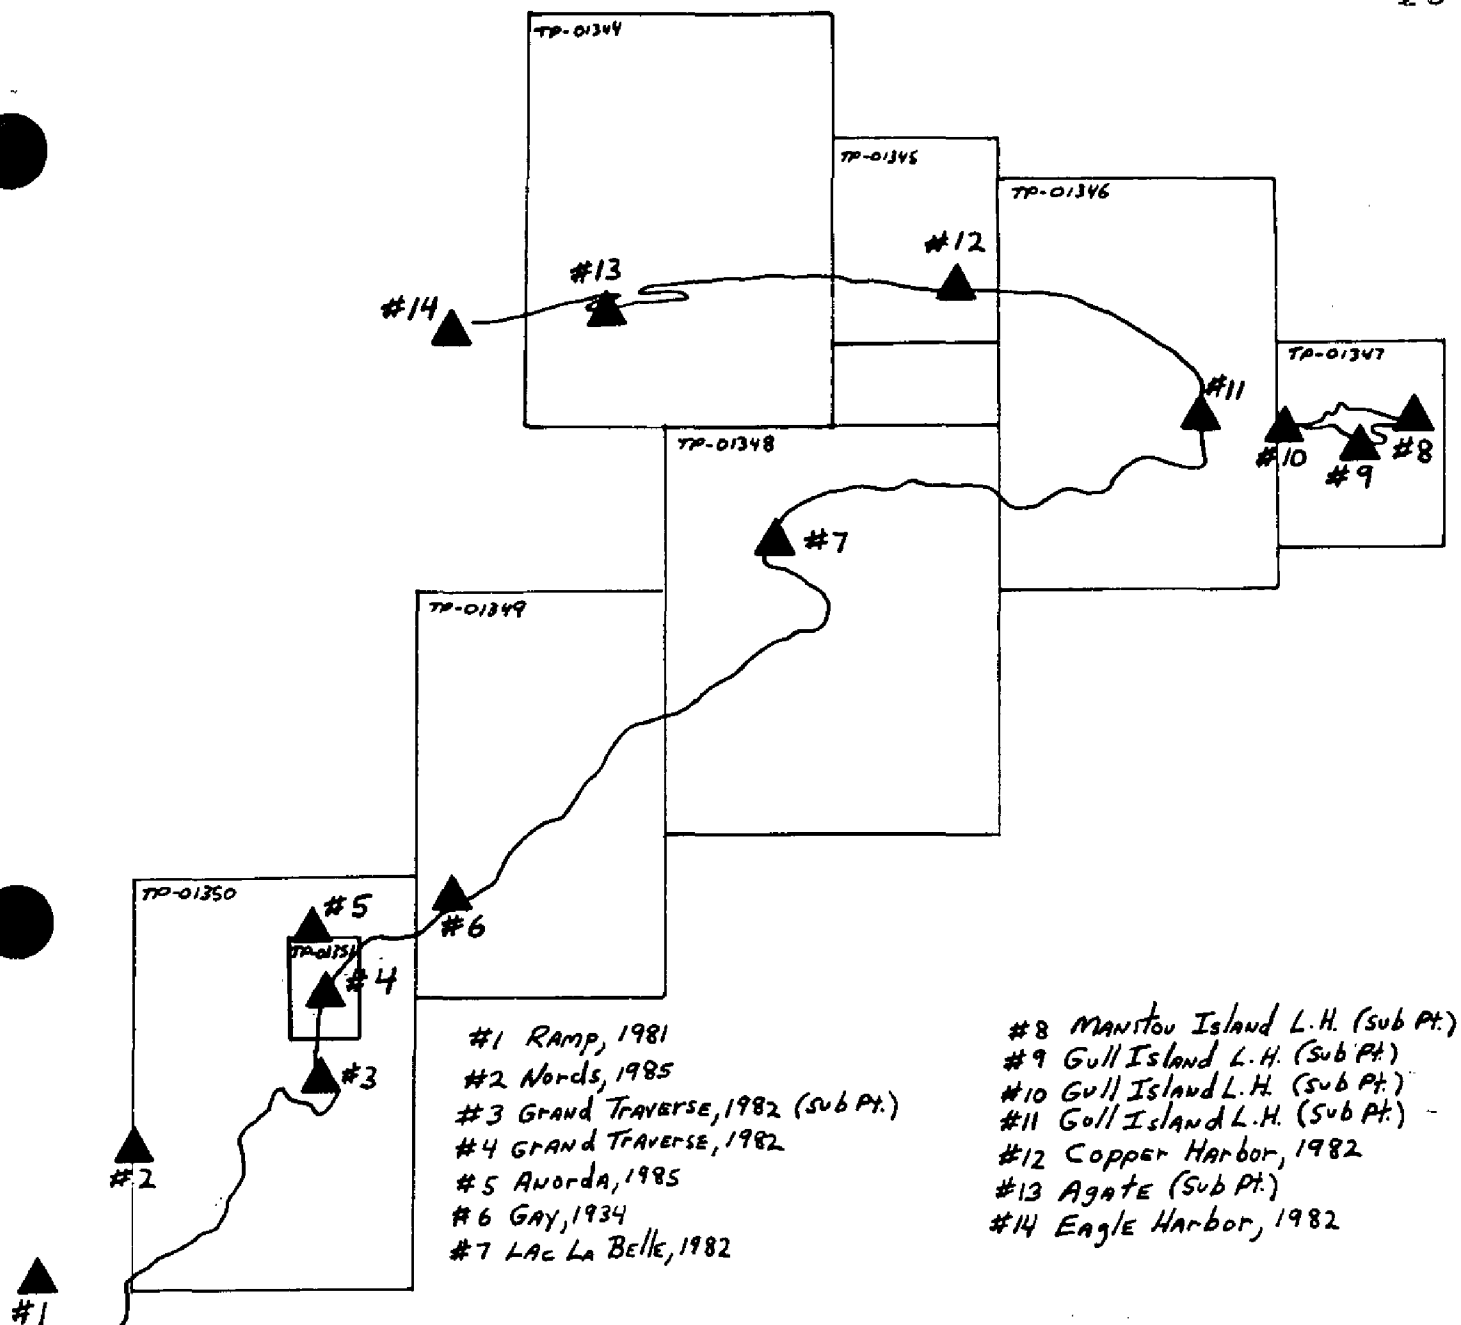 TP-01344
TP-01345
TP-01346
#12
#13
#14
TP-01347
#11
TP-01348
#10
#9
#8
#7
TP-01349
TP-01350
#5
#6
TP-01351
#4
#3
#2
#1
#1 Ramp, 1981
#2 Nords, 1985
#3 Grand Traverse, 1982 (Sub Pt.)
#4 Grand Traverse, 1982
#5 Anorda, 1985
#6 Gay, 1934
#7 Lac La Belle, 1982
#8 Manitou Island L.H. (Sub Pt.)
#9 Gull Island L.H. (Sub Pt.)
#10 Gull Island L.H. (Sub Pt.)
#11 Gull Island L.H. (Sub Pt.)
#12 Copper Harbor, 1982
#13 Agate (Sub Pt.)
#14 Eagle Harbor, 1982